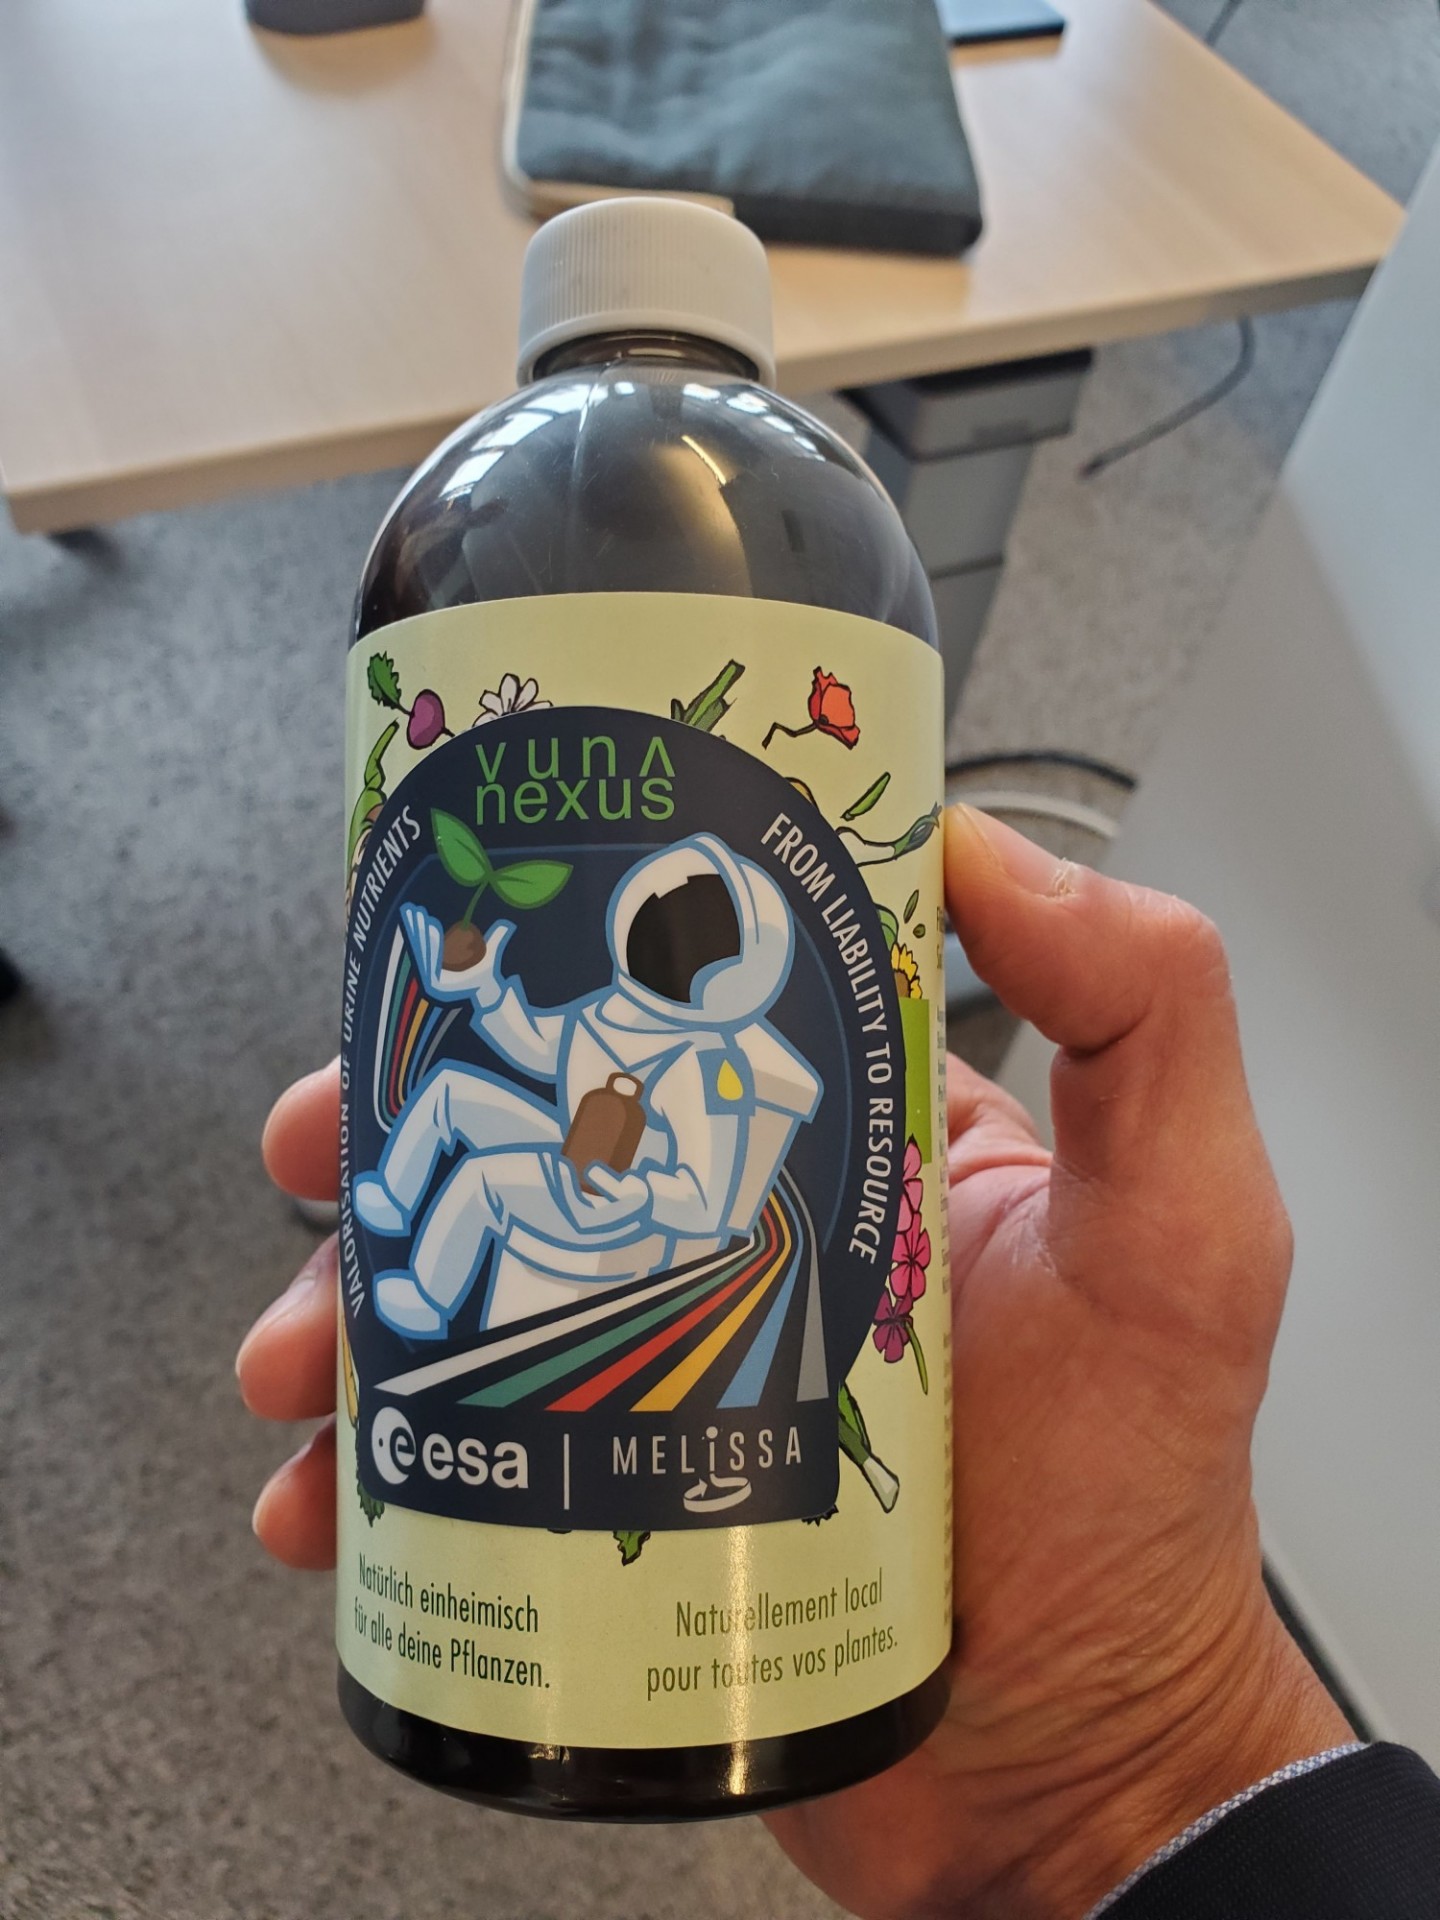 vuna
nexus
VALORISATION OF URINE NUTRIENTS
FROM LIABILITY TO RESOURCE
esa | MELiSSA
Natürlich einheimisch
für alle deine Pflanzen.
Naturellement local
pour toutes vos plantes.